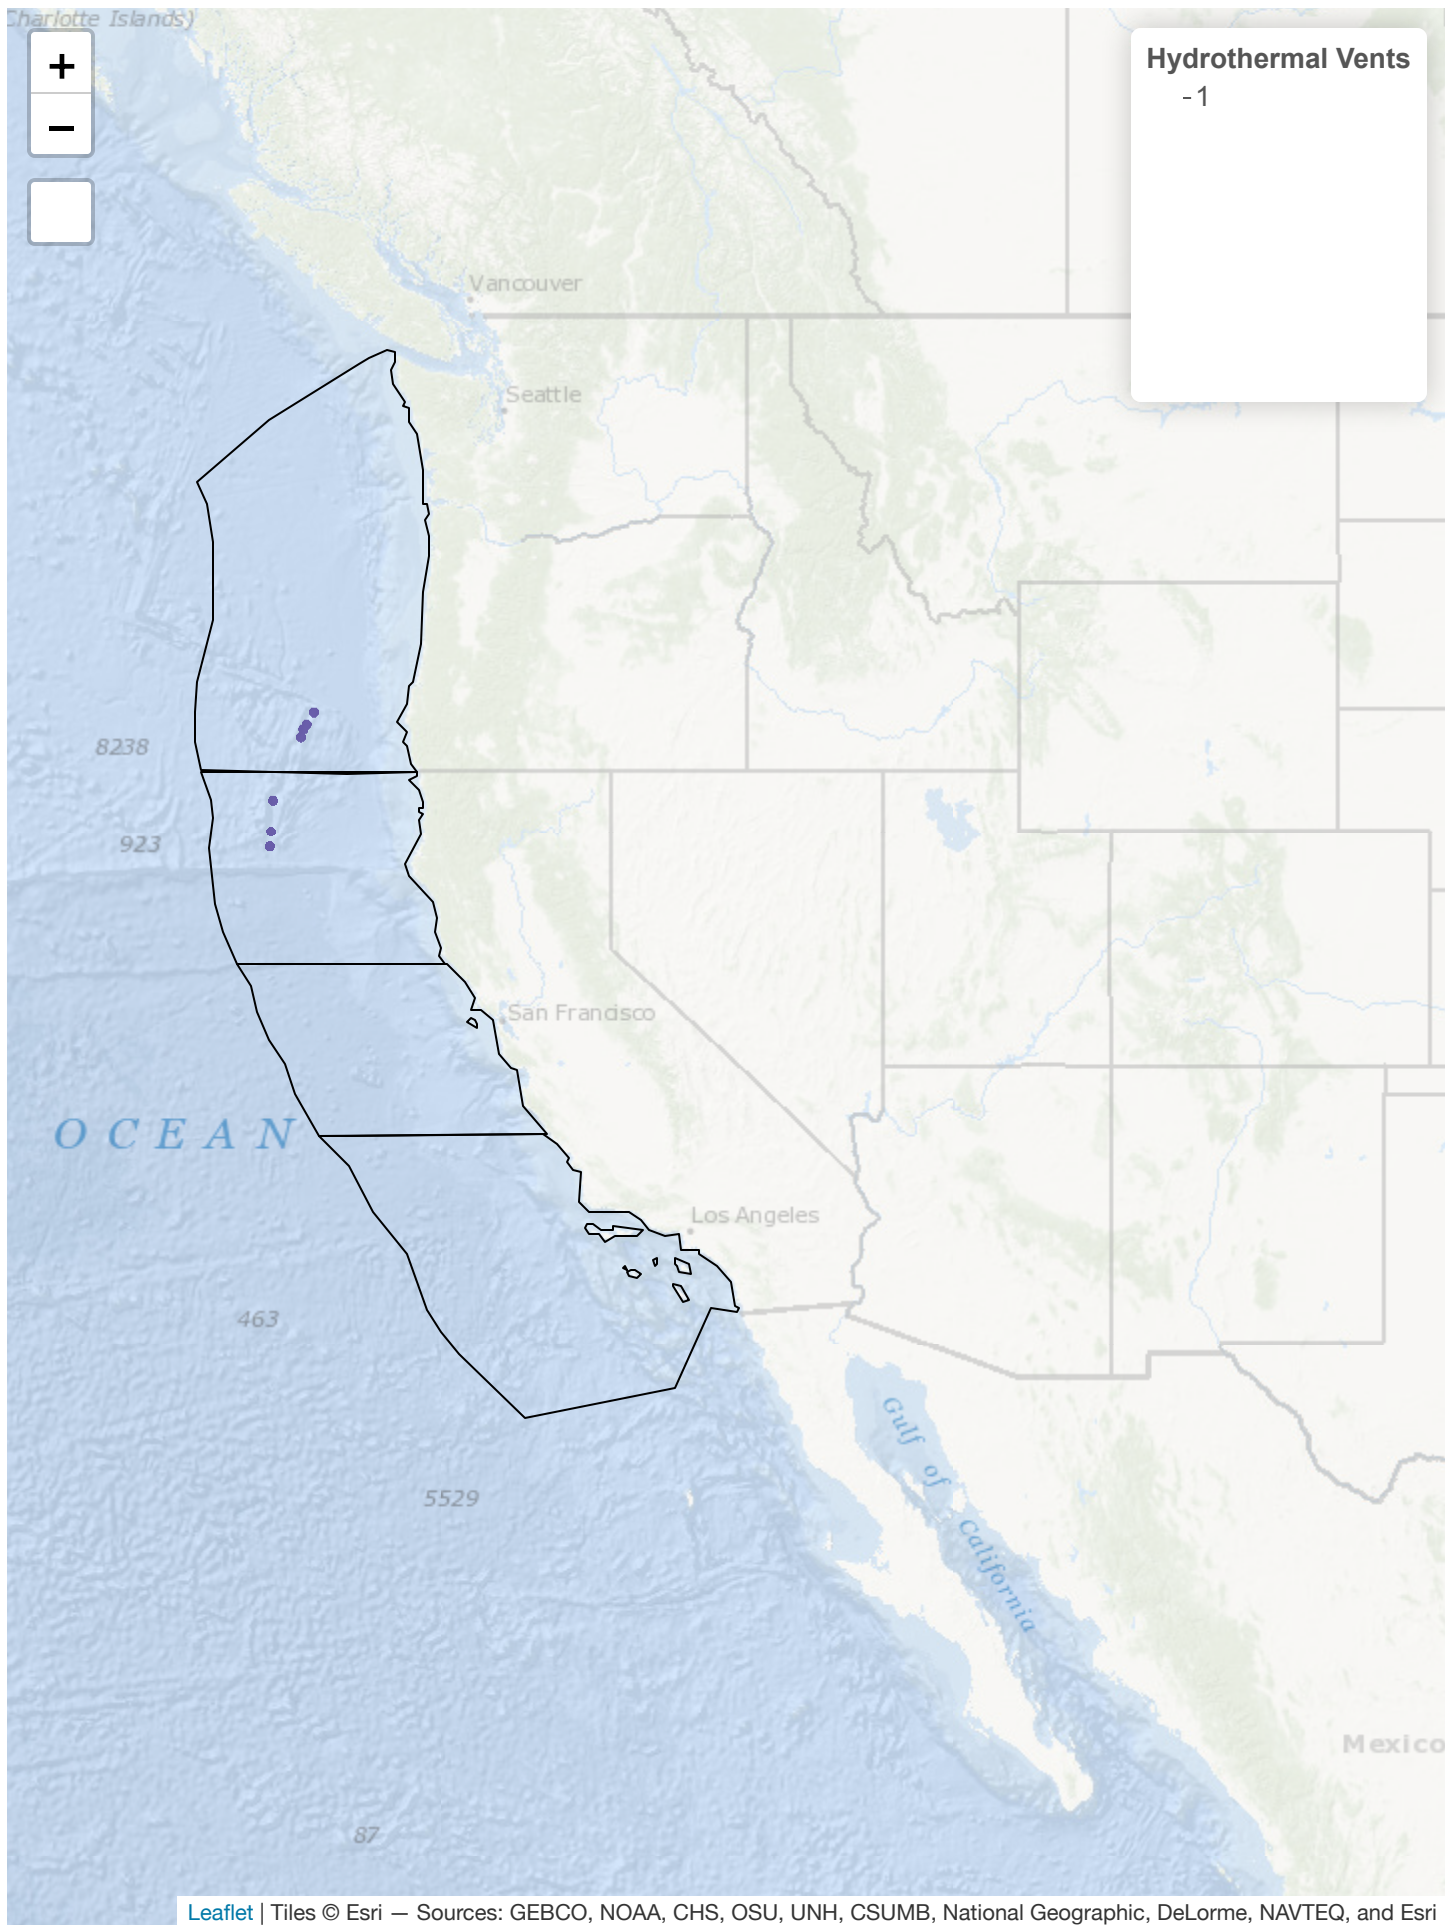 Charlotte Islands)
+
−
Hydrothermal Vents
-1
Vancouver
Seattle
8238
923
San Francisco
OCEAN
Los Angeles
463
Gulf of California
5529
Mexico
87
Leaflet | Tiles © Esri — Sources: GEBCO, NOAA, CHS, OSU, UNH, CSUMB, National Geographic, DeLorme, NAVTEQ, and Esri